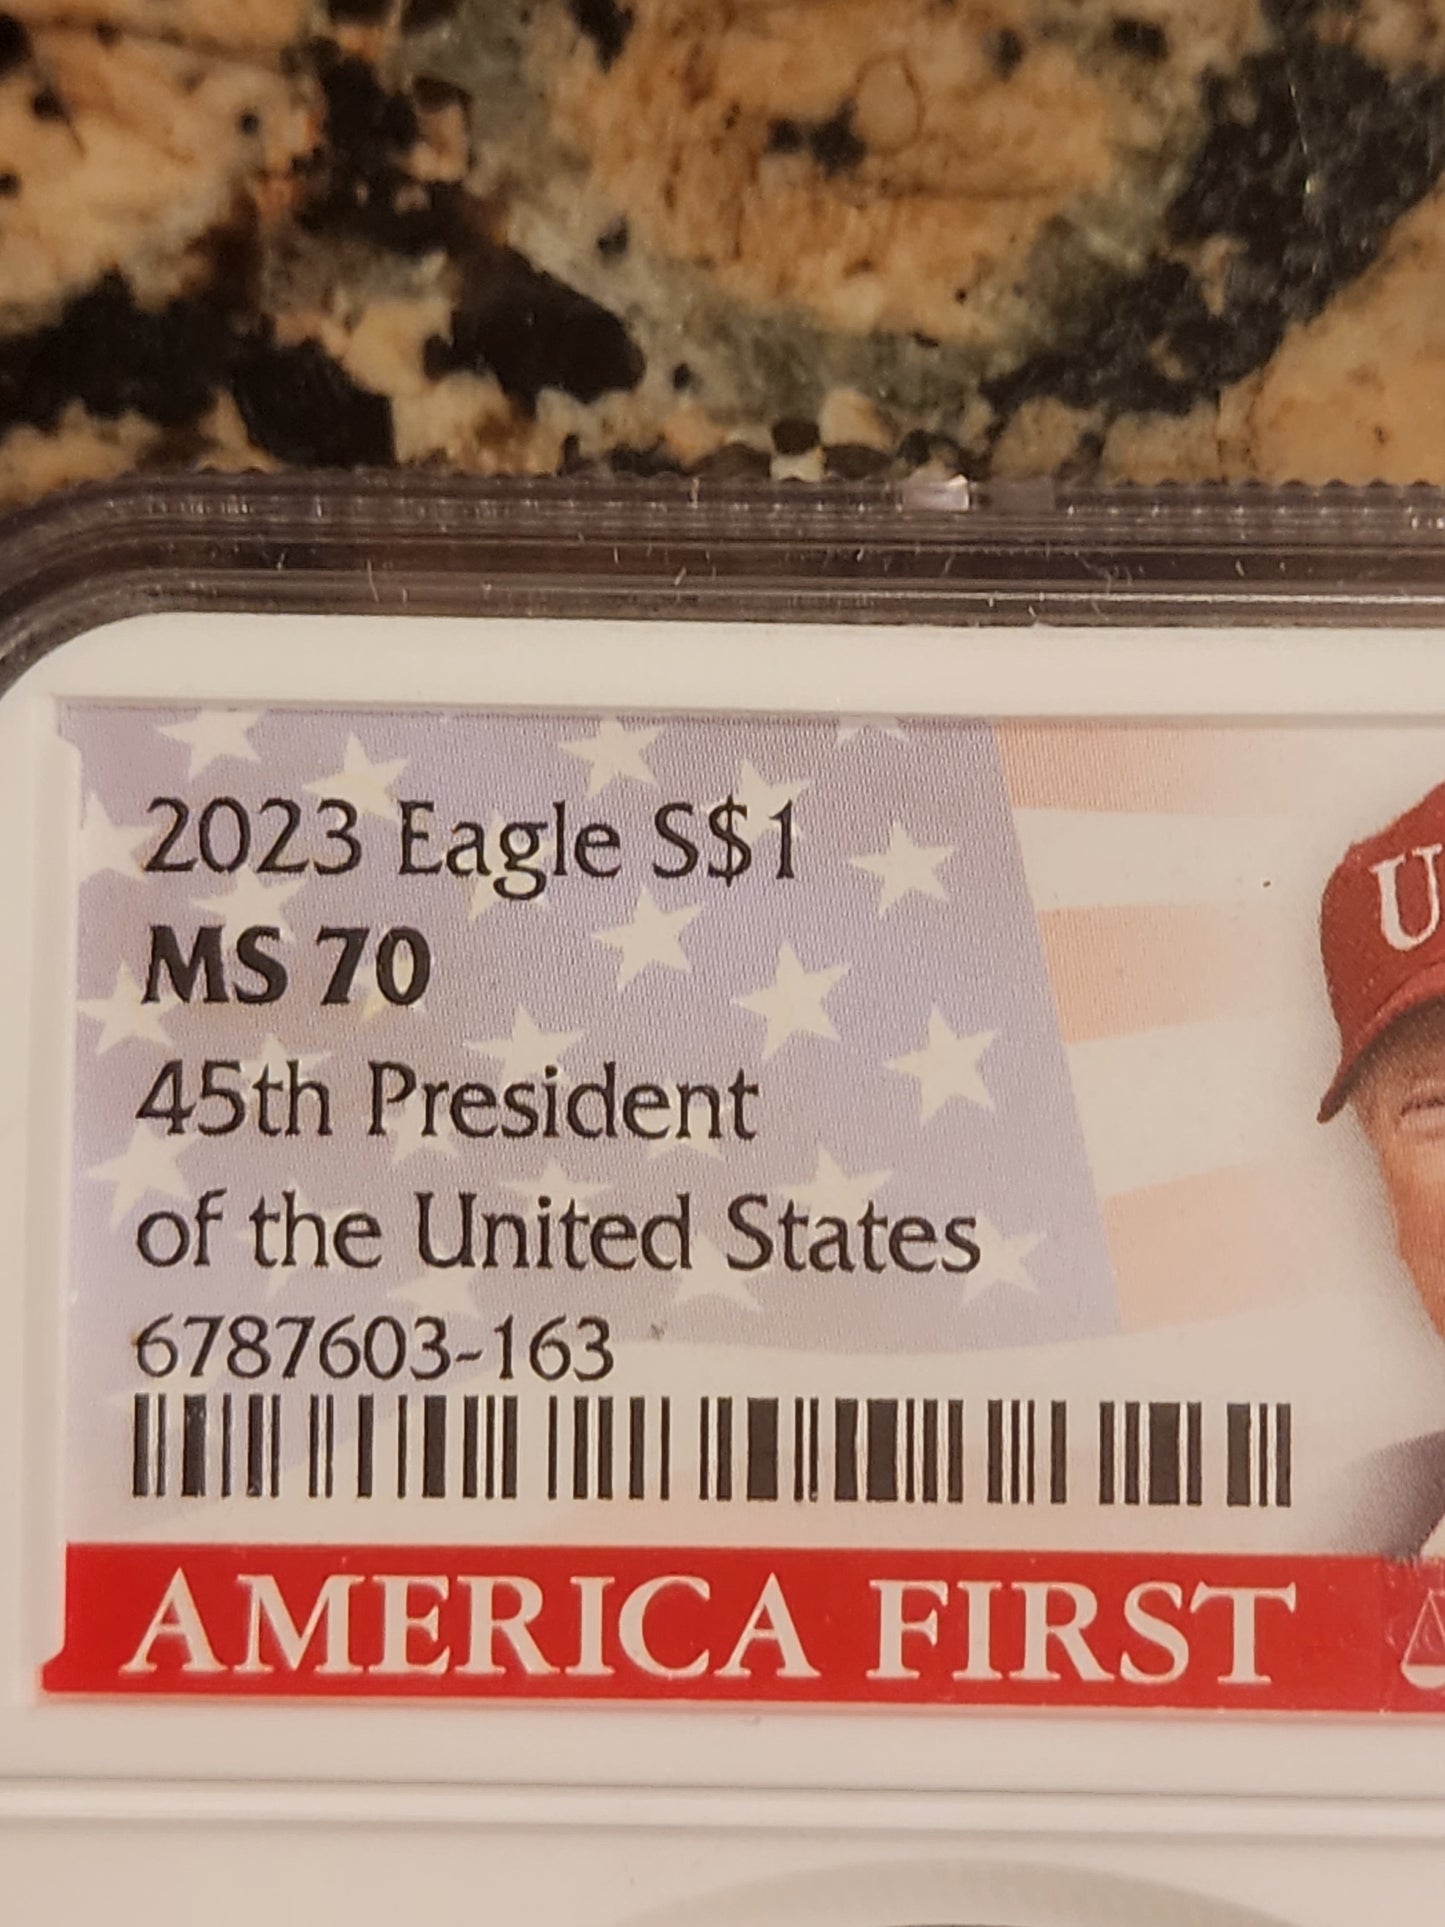 2023 Eagle S$1
MS 70
45th President
of the United States
6787603-163
AMERICA FIRST
U